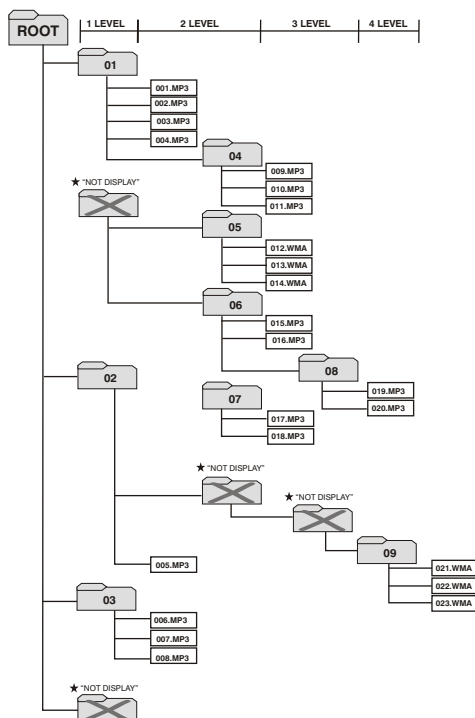 ROOT
1 LEVEL 2 LEVEL 3 LEVEL 4 LEVEL
01
001.MP3
002.MP3
003.MP3
004.MP3
04
009.MP3
010.MP3
011.MP3
★ "NOT DISPLAY"
05
012.WMA
013.WMA
014.WMA
06
015.MP3
016.MP3
08
019.MP3
020.MP3
02
07
017.MP3
018.MP3
★ "NOT DISPLAY"
★ "NOT DISPLAY"
09
021.WMA
022.WMA
023.WMA
005.MP3
03
006.MP3
007.MP3
008.MP3
★ "NOT DISPLAY"